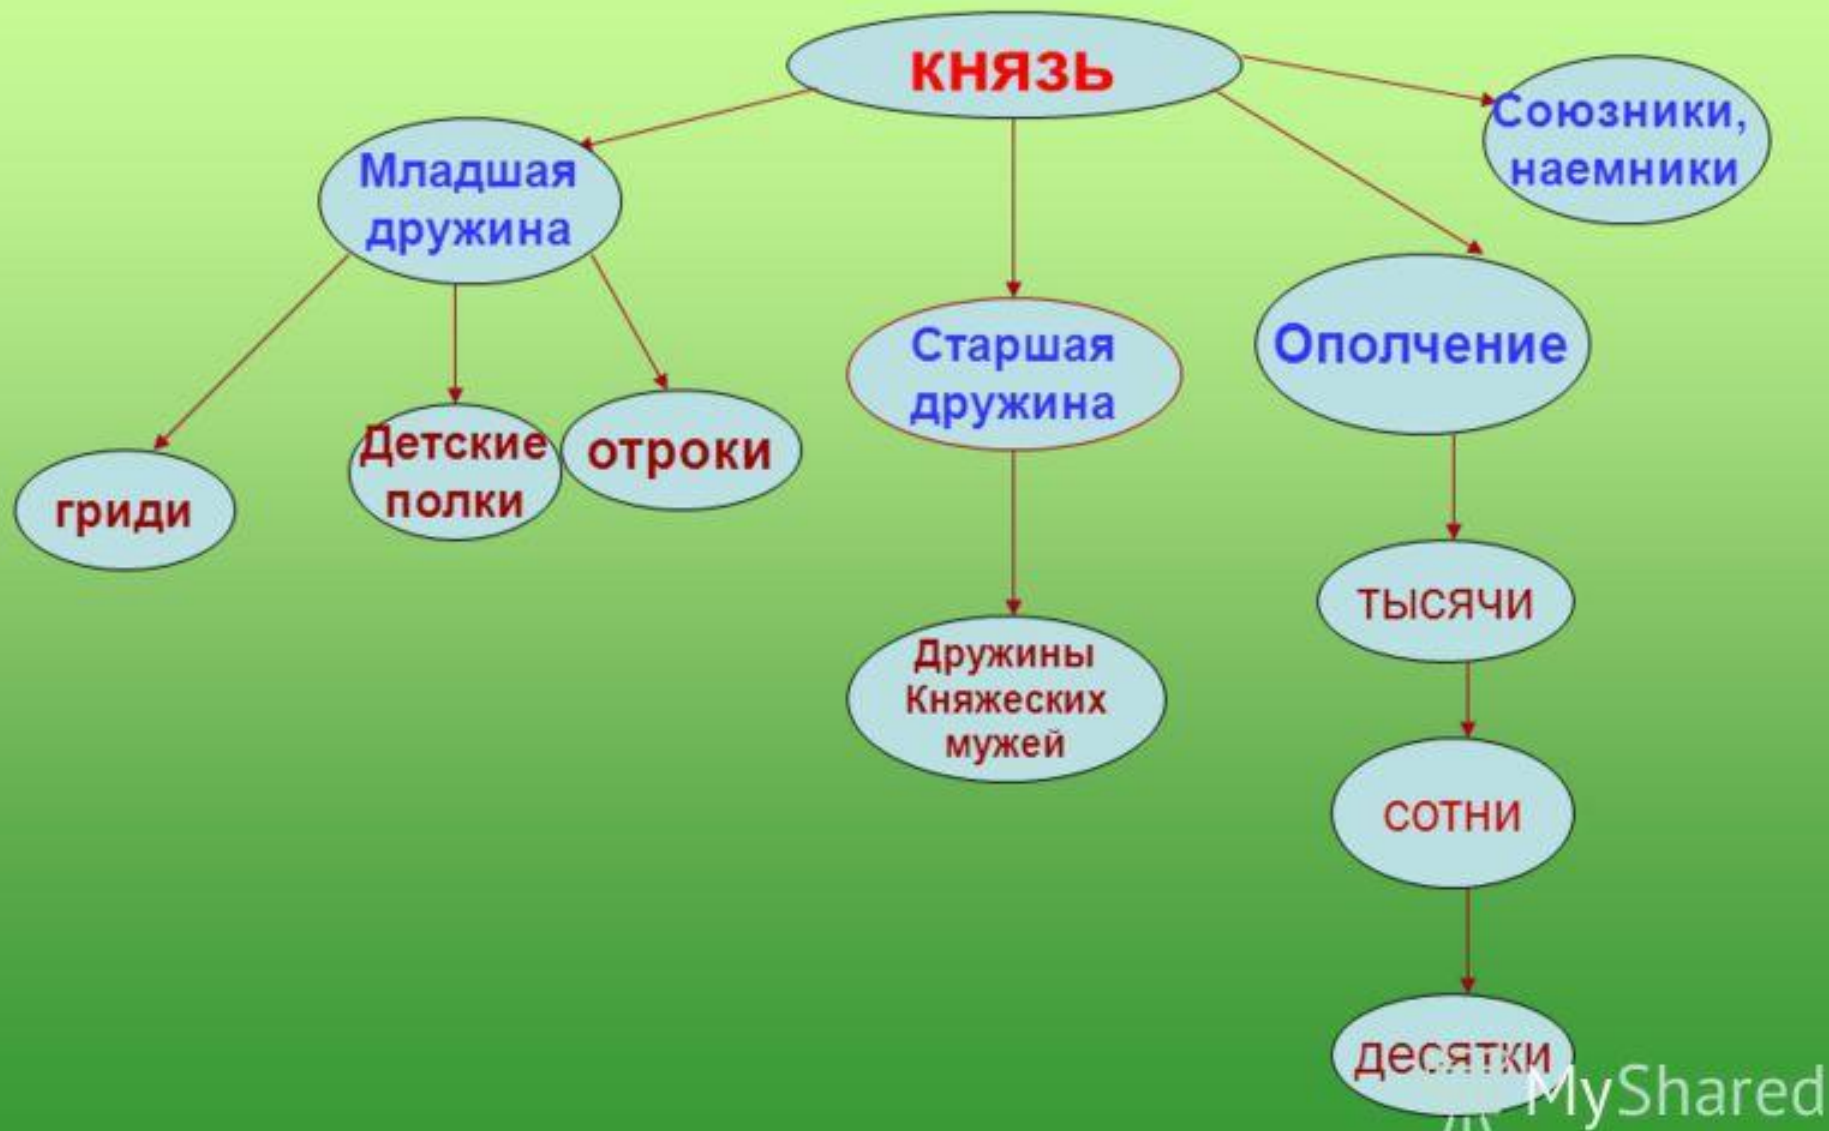 князь
Союзники,
наемники
Младшая
дружина
Старшая
дружина
Ополчение
гриди
Детские
полки
отроки
тысячи
Дружины
Княжеских
мужей
сотни
десятки
MyShared